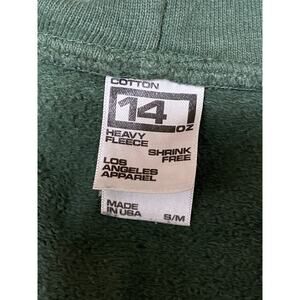 COTTON
14 OZ
HEAVY
FLEECE
SHRINK
FREE
LOS
ANGELES
APPAREL
MADE
IN USA
S/M